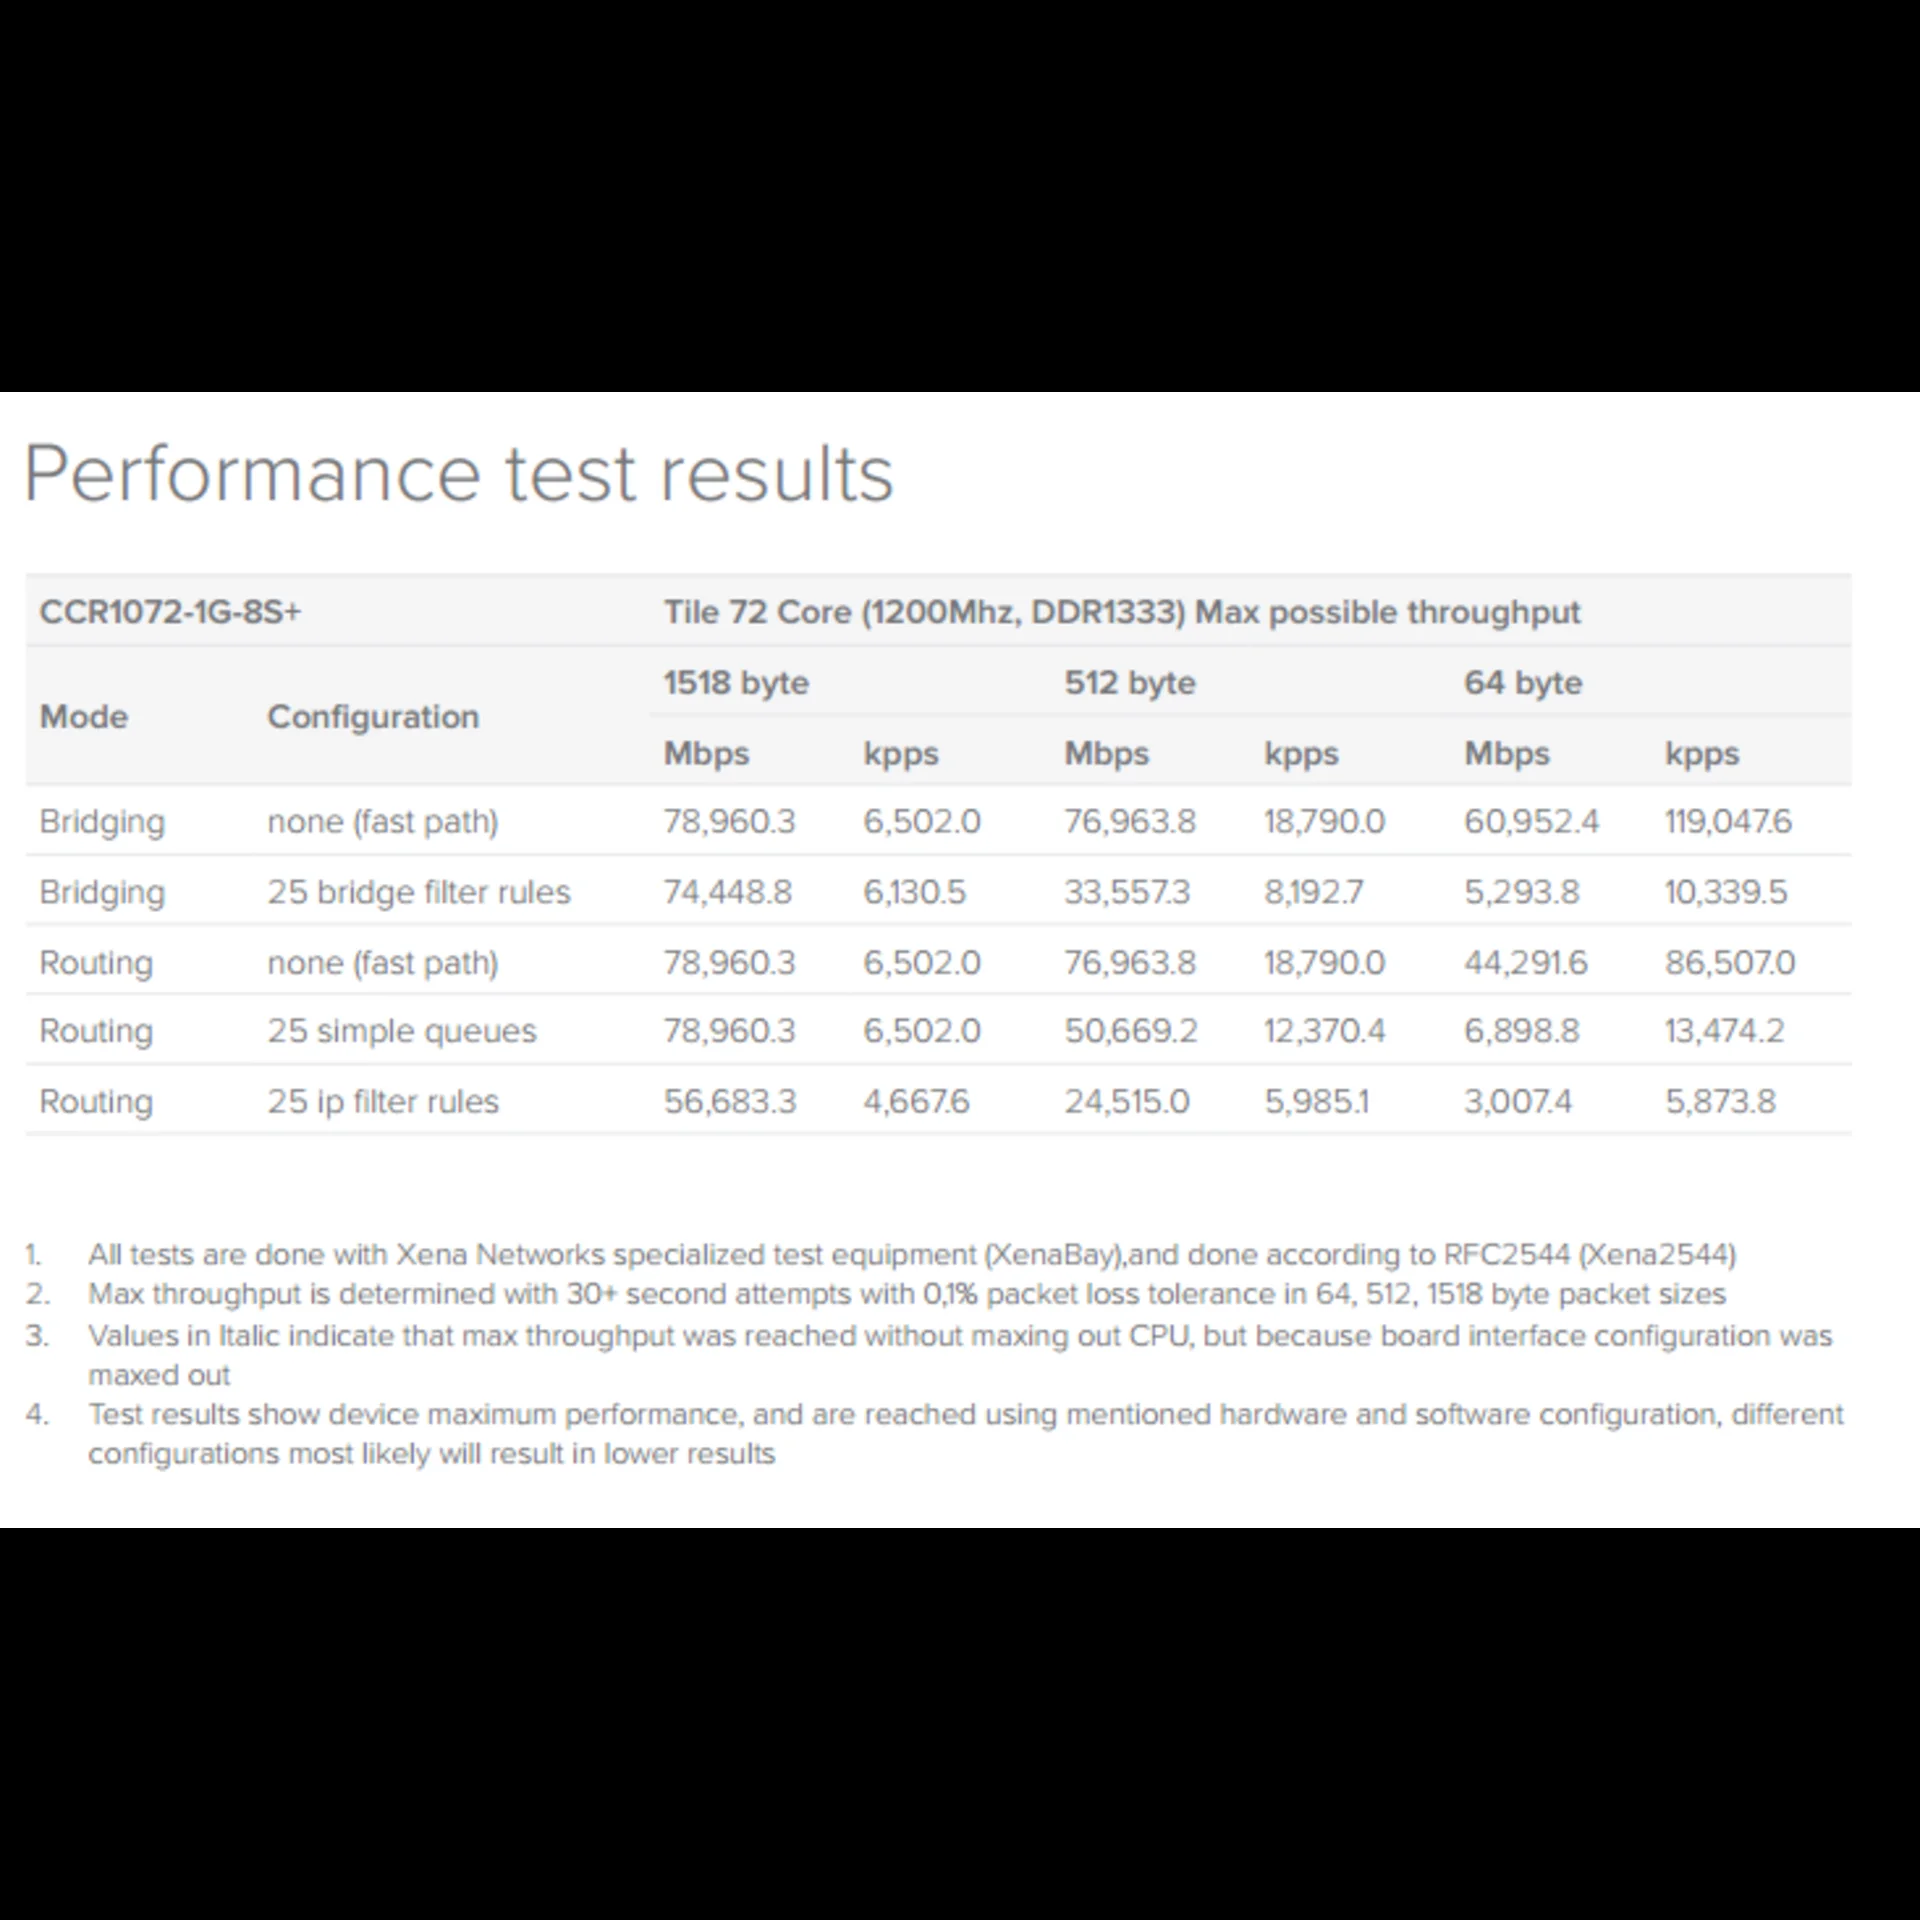 Performance test results
CCR1072-1G-8S+ Tile 72 Core (1200Mhz, DDR1333) Max possible throughput
Mode Configuration 1518 byte 512 byte 64 byte
Mbps kpps Mbps kpps Mbps kpps
Bridging none (fast path) 78,960.3 6,502.0 76,963.8 18,790.0 60,952.4 119,047.6
Bridging 25 bridge filter rules 74,448.8 6,130.5 33,557.3 8,192.7 5,293.8 10,339.5
Routing none (fast path) 78,960.3 6,502.0 76,963.8 18,790.0 44,291.6 86,507.0
Routing 25 simple queues 78,960.3 6,502.0 50,669.2 12,370.4 6,898.8 13,474.2
Routing 25 ip filter rules 56,683.3 4,667.6 24,515.0 5,985.1 3,007.4 5,873.8
1. All tests are done with Xena Networks specialized test equipment (XenaBay),and done according to RFC2544 (Xena2544)
2. Max throughput is determined with 30+ second attempts with 0,1% packet loss tolerance in 64, 512, 1518 byte packet sizes
3. Values in Italic indicate that max throughput was reached without maxing out CPU, but because board interface configuration was
maxed out
4. Test results show device maximum performance, and are reached using mentioned hardware and software configuration, different
configurations most likely will result in lower results